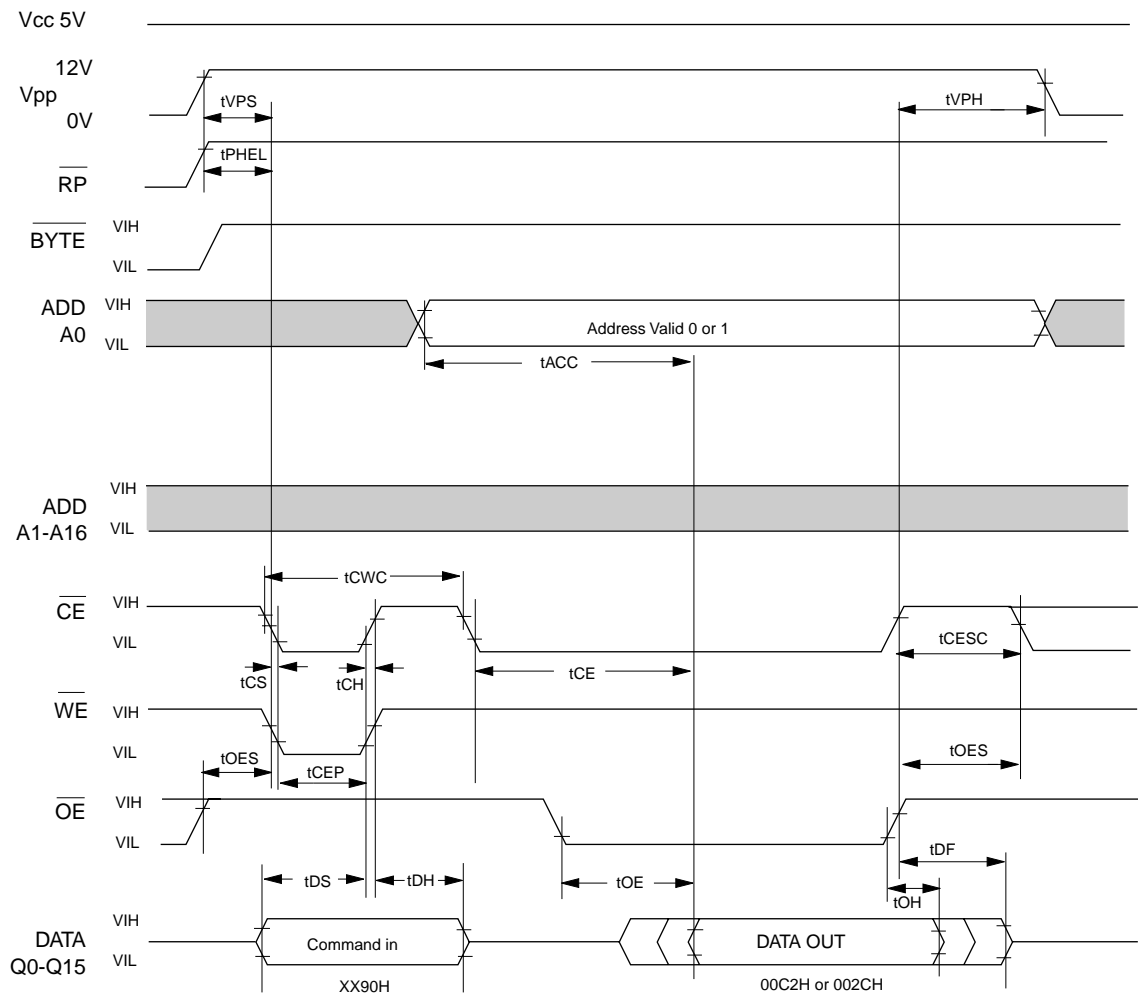 Vcc 5V
12V
Vpp
0V
tVPS
tVPH
tPHEL
RP
BYTE
VIH
VIL
ADD
A0
VIH
VIL
Address Valid 0 or 1
tACC
ADD
A1-A16
VIH
VIL
tCWC
CE
VIH
VIL
tCESC
tCS
tCH
tCE
WE
VIH
VIL
tOES
tCEP
tOES
OE
VIH
VIL
tDF
tDS
tDH
tOE
tOH
DATA
Q0-Q15
VIH
VIL
Command in
DATA OUT
XX90H
00C2H or 002CH